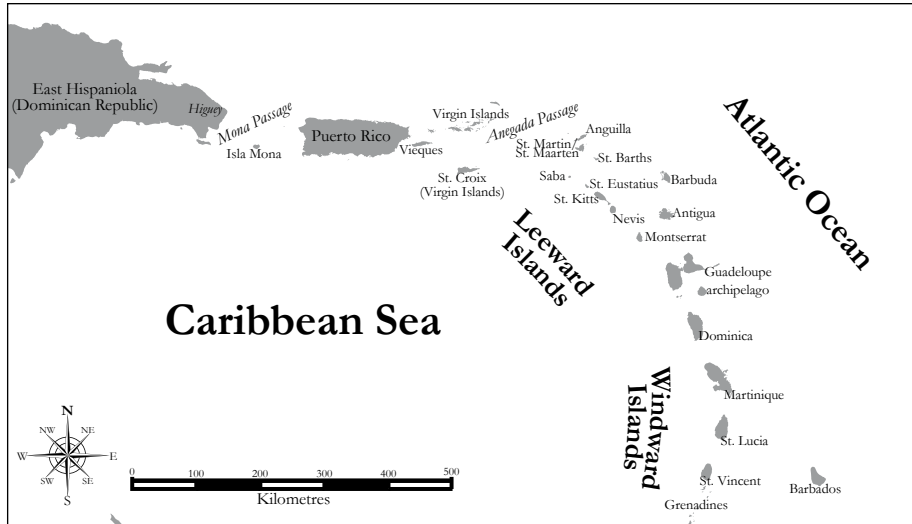 East Hispaniola
(Dominican Republic)
Higuey
Mona Passage
Isla Mona
Puerto Rico
Vieques
Virgin Islands
Anegada Passage
St. Croix
(Virgin Islands)
Anguilla
St. Martin/
St. Maarten
St. Barths
Saba
St. Eustatius
Barbuda
St. Kitts
Nevis
Antigua
Montserrat
Atlantic Ocean
Leeward
Islands
Guadeloupe
archipelago
Caribbean Sea
Dominica
Windward
Islands
Martinique
St. Lucia
St. Vincent
Grenadines
Barbados
N
NW
NE
W
E
SW
SE
S
0 100 200 300 400 500
Kilometres